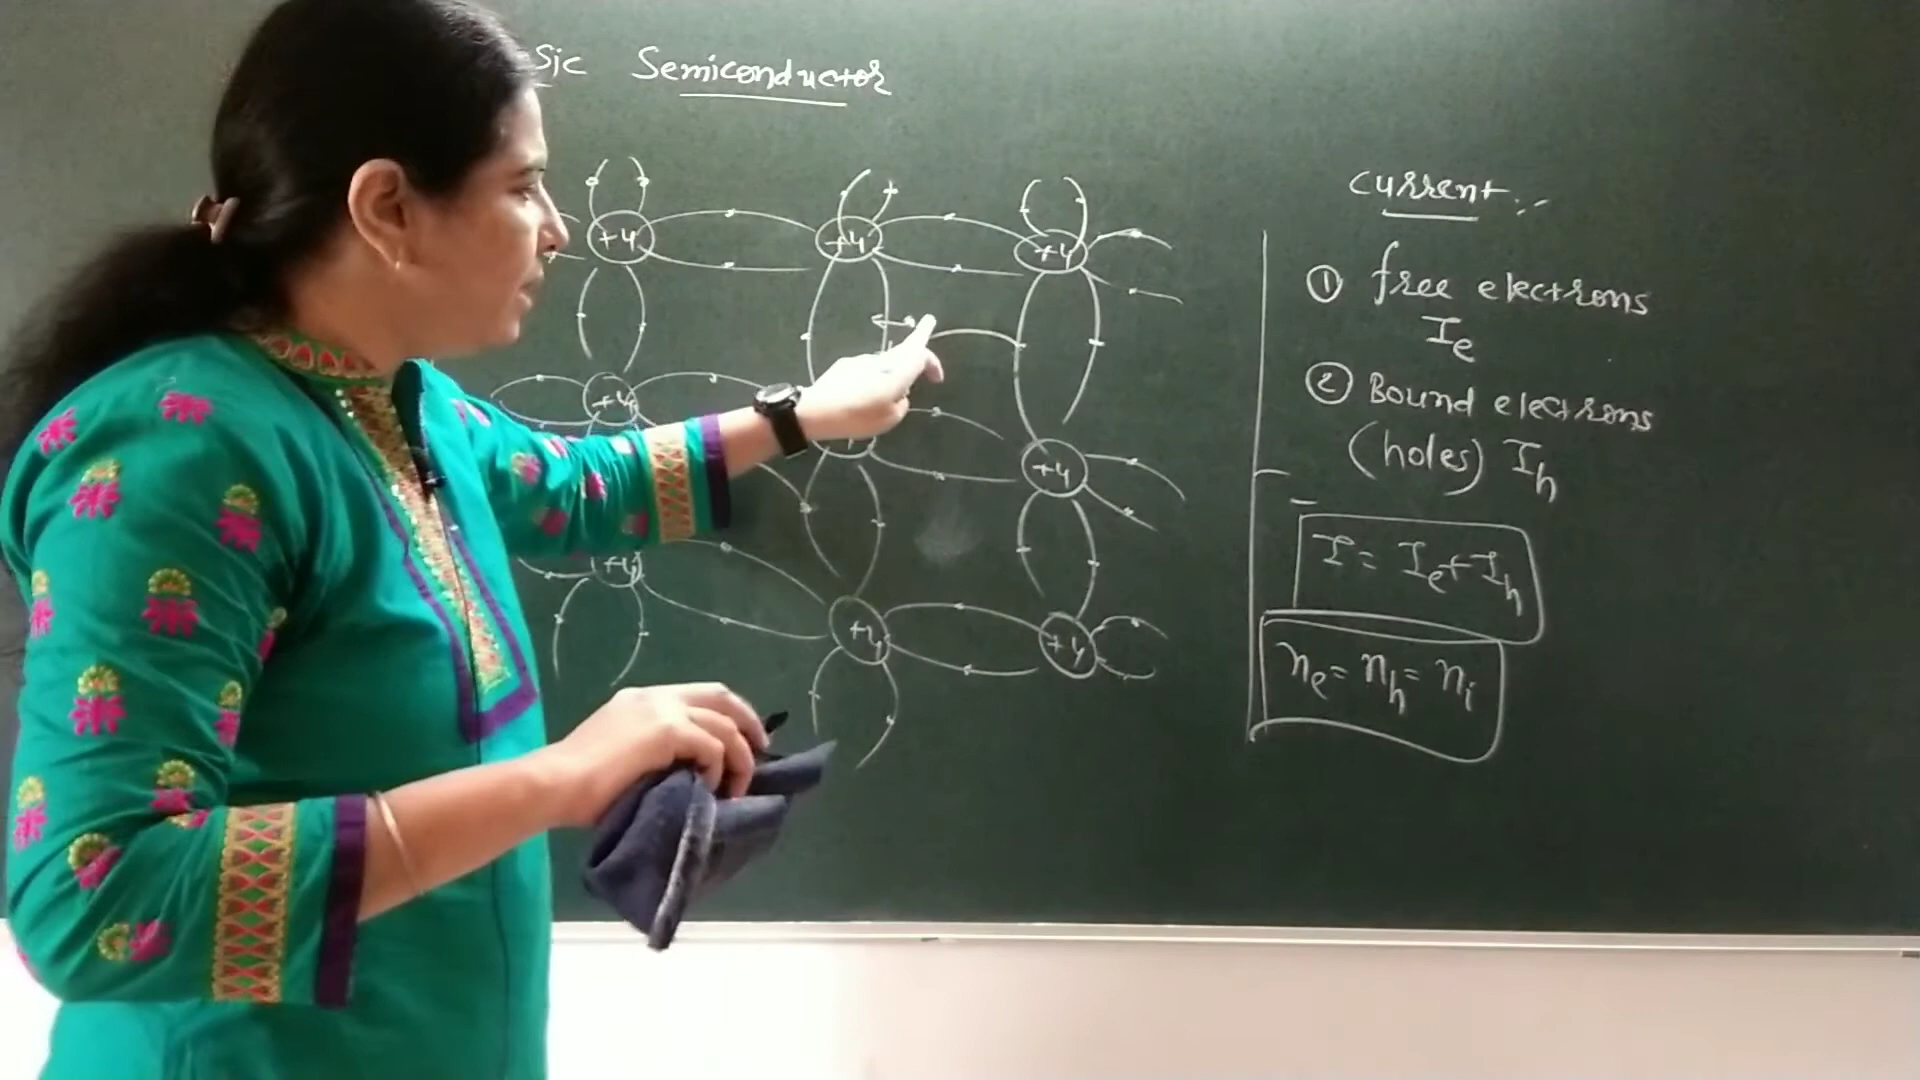 sic Semiconductor
+4 +4 +4
+4
+4
+4
+4 +4
current :-
① free electrons
Ie
② Bound electrons
(holes) Ih
I = Ie + Ih
ne = nh = ni